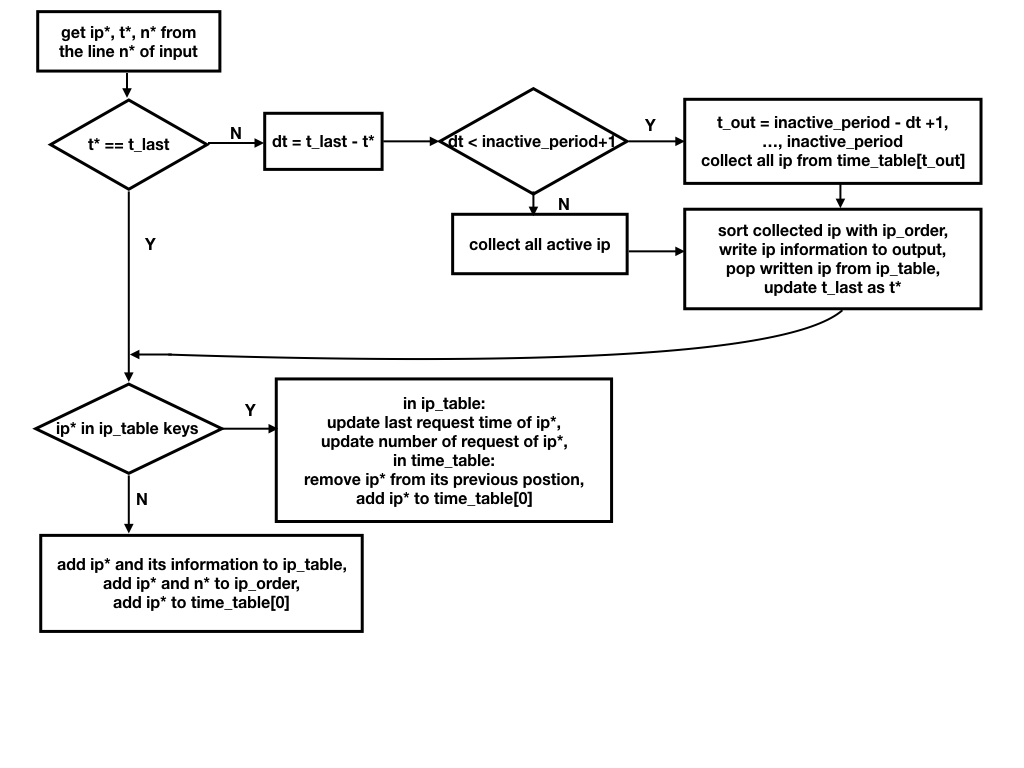 get ip*, t*, n* from
the line n* of input
t* == t_last
N
dt = t_last - t*
dt < inactive_period+1
Y
t_out = inactive_period - dt +1,
…, inactive_period
collect all ip from time_table[t_out]
N
collect all active ip
sort collected ip with ip_order,
write ip information to output,
pop written ip from ip_table,
update t_last as t*
Y
ip* in ip_table keys
Y
in ip_table:
update last request time of ip*,
update number of request of ip*,
in time_table:
remove ip* from its previous postion,
add ip* to time_table[0]
N
add ip* and its information to ip_table,
add ip* and n* to ip_order,
add ip* to time_table[0]